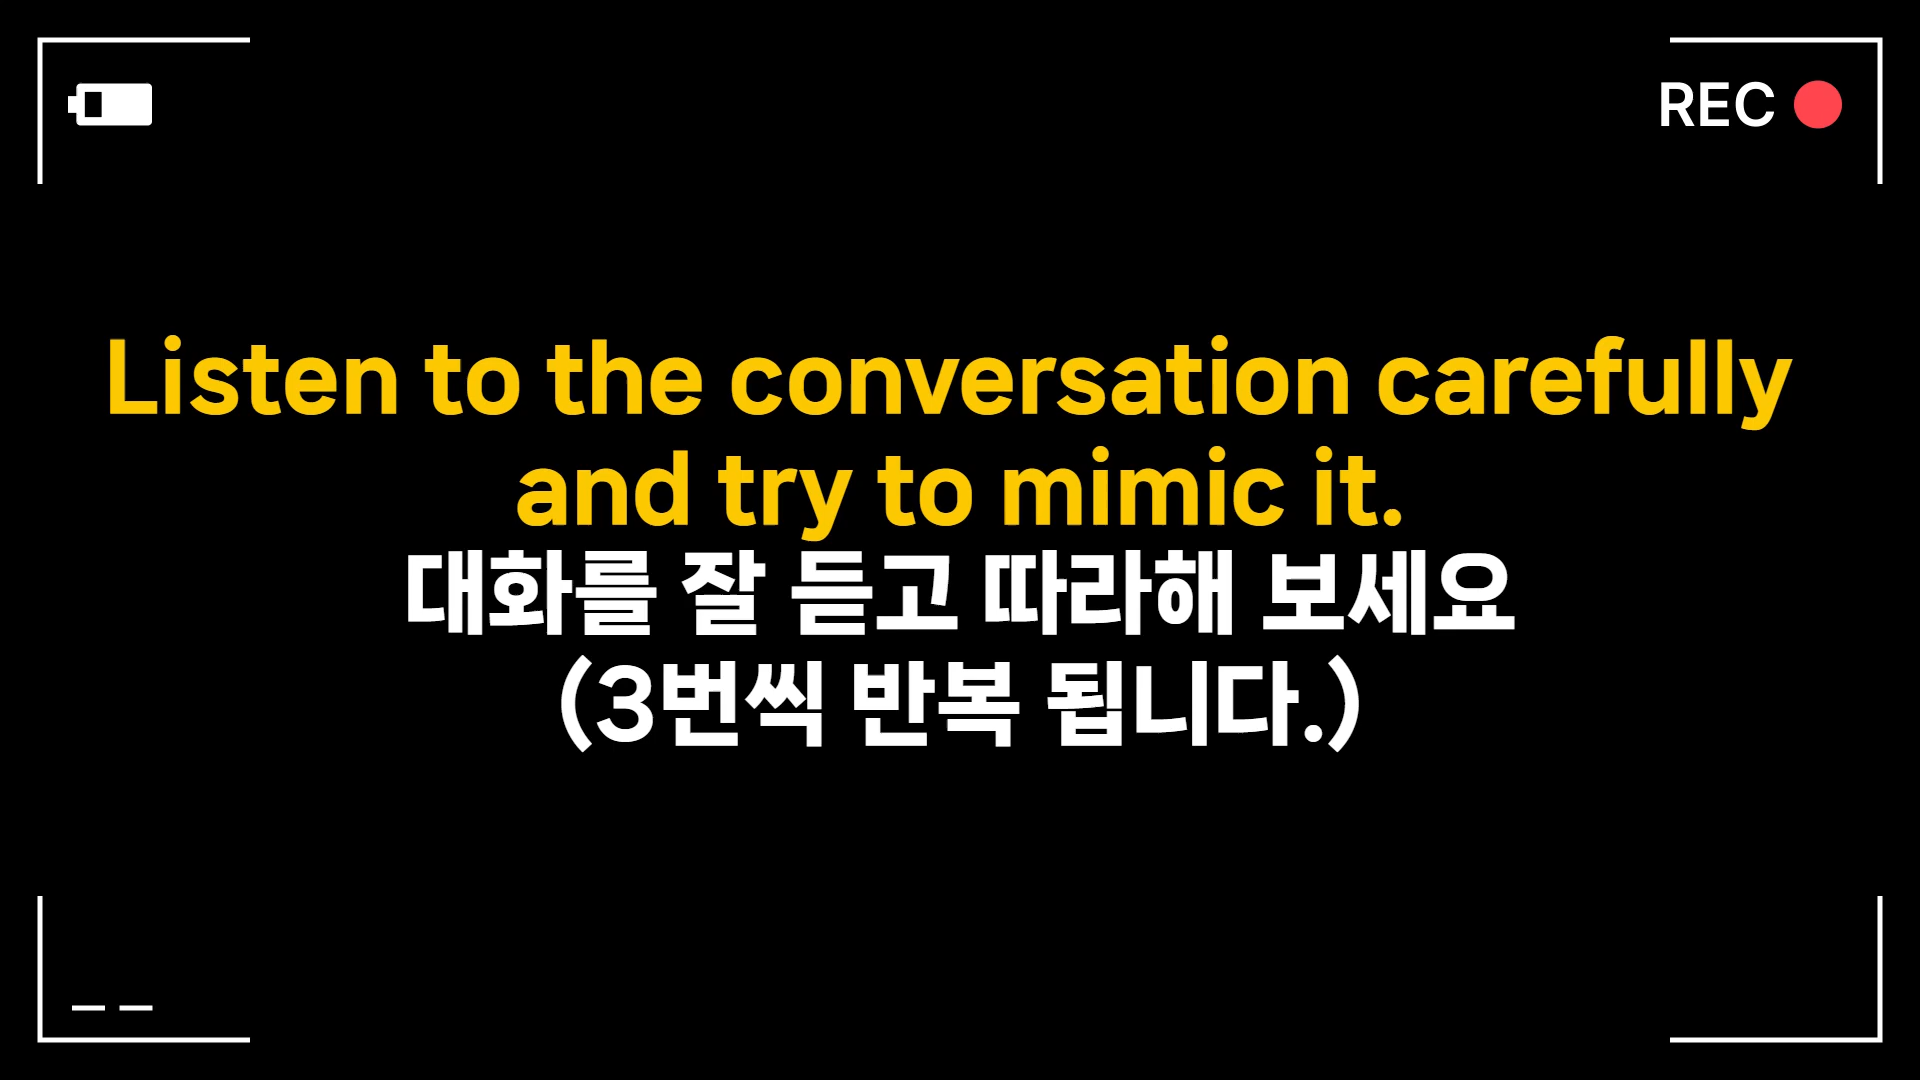 REC
Listen to the conversation carefully
and try to mimic it.
대화를 잘 듣고 따라해 보세요
(3번씩 반복 됩니다.)